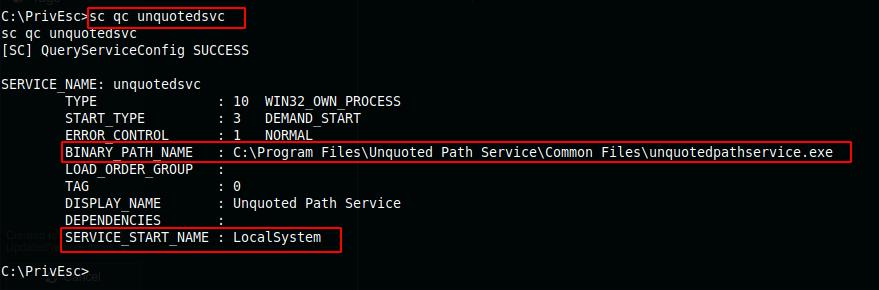 C:\PrivEsc>sc qc unquotedsvc
sc qc unquotedsvc
[SC] QueryServiceConfig SUCCESS
SERVICE_NAME: unquotedsvc
TYPE : 10 WIN32_OWN_PROCESS
START_TYPE : 3 DEMAND_START
ERROR_CONTROL : 1 NORMAL
BINARY_PATH_NAME : C:\Program Files\Unquoted Path Service\Common Files\unquotedpathservice.exe
LOAD_ORDER_GROUP :
TAG : 0
DISPLAY_NAME : Unquoted Path Service
DEPENDENCIES :
SERVICE_START_NAME : LocalSystem
C:\PrivEsc>
Cancel